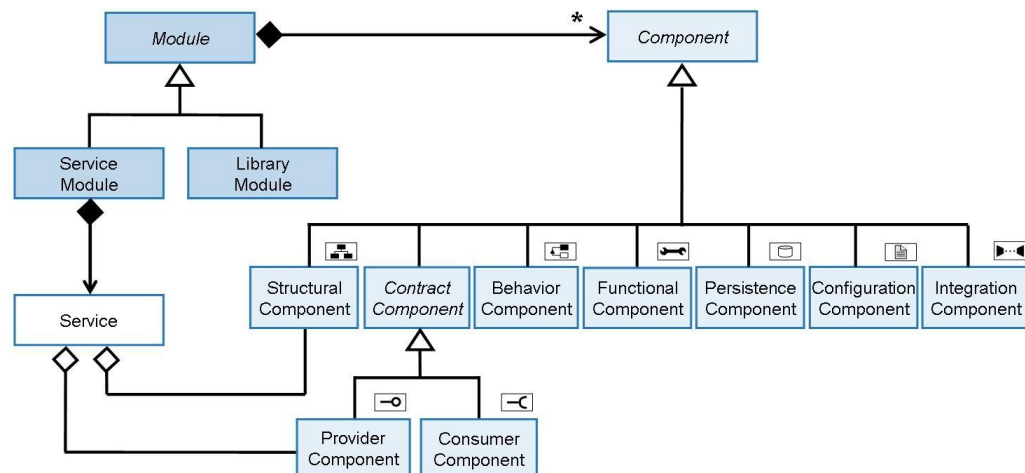 Module
*
Component
Service
Module
Library
Module
Structural
Component
Contract
Component
Behavior
Component
Functional
Component
Persistence
Component
Configuration
Component
Integration
Component
Service
Provider
Component
Consumer
Component